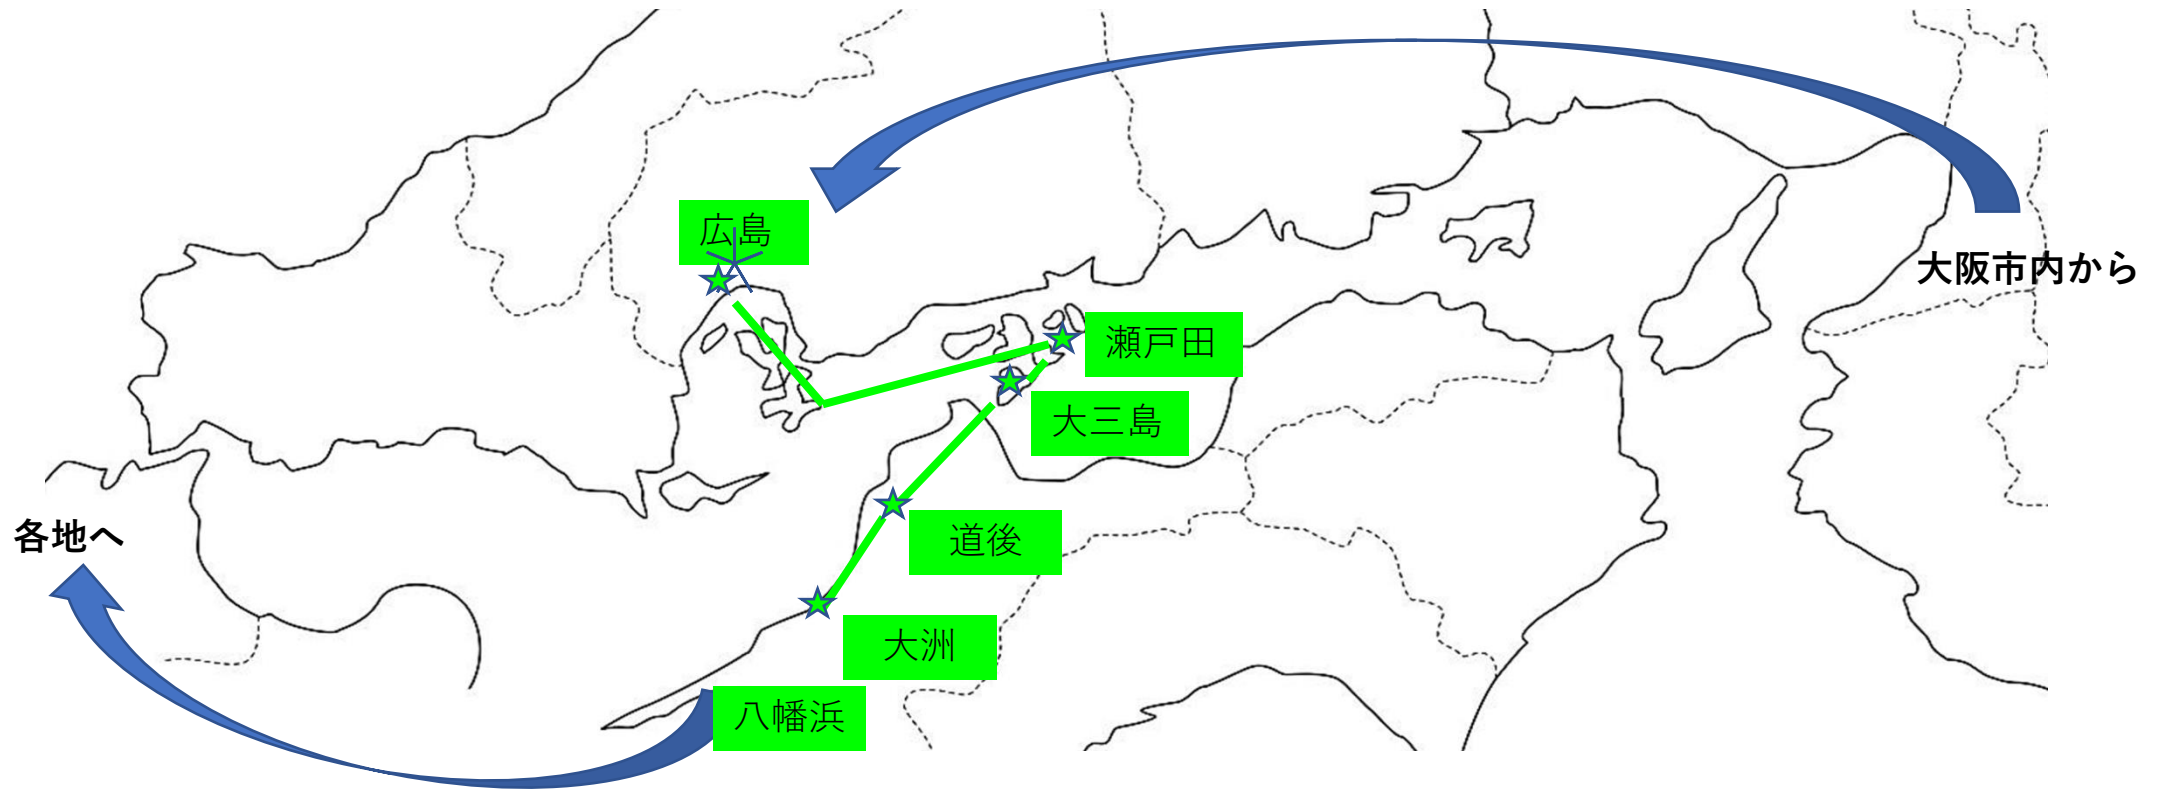 広島
大阪市内から
瀬戸田
大三島
各地へ
道後
大洲
八幡浜